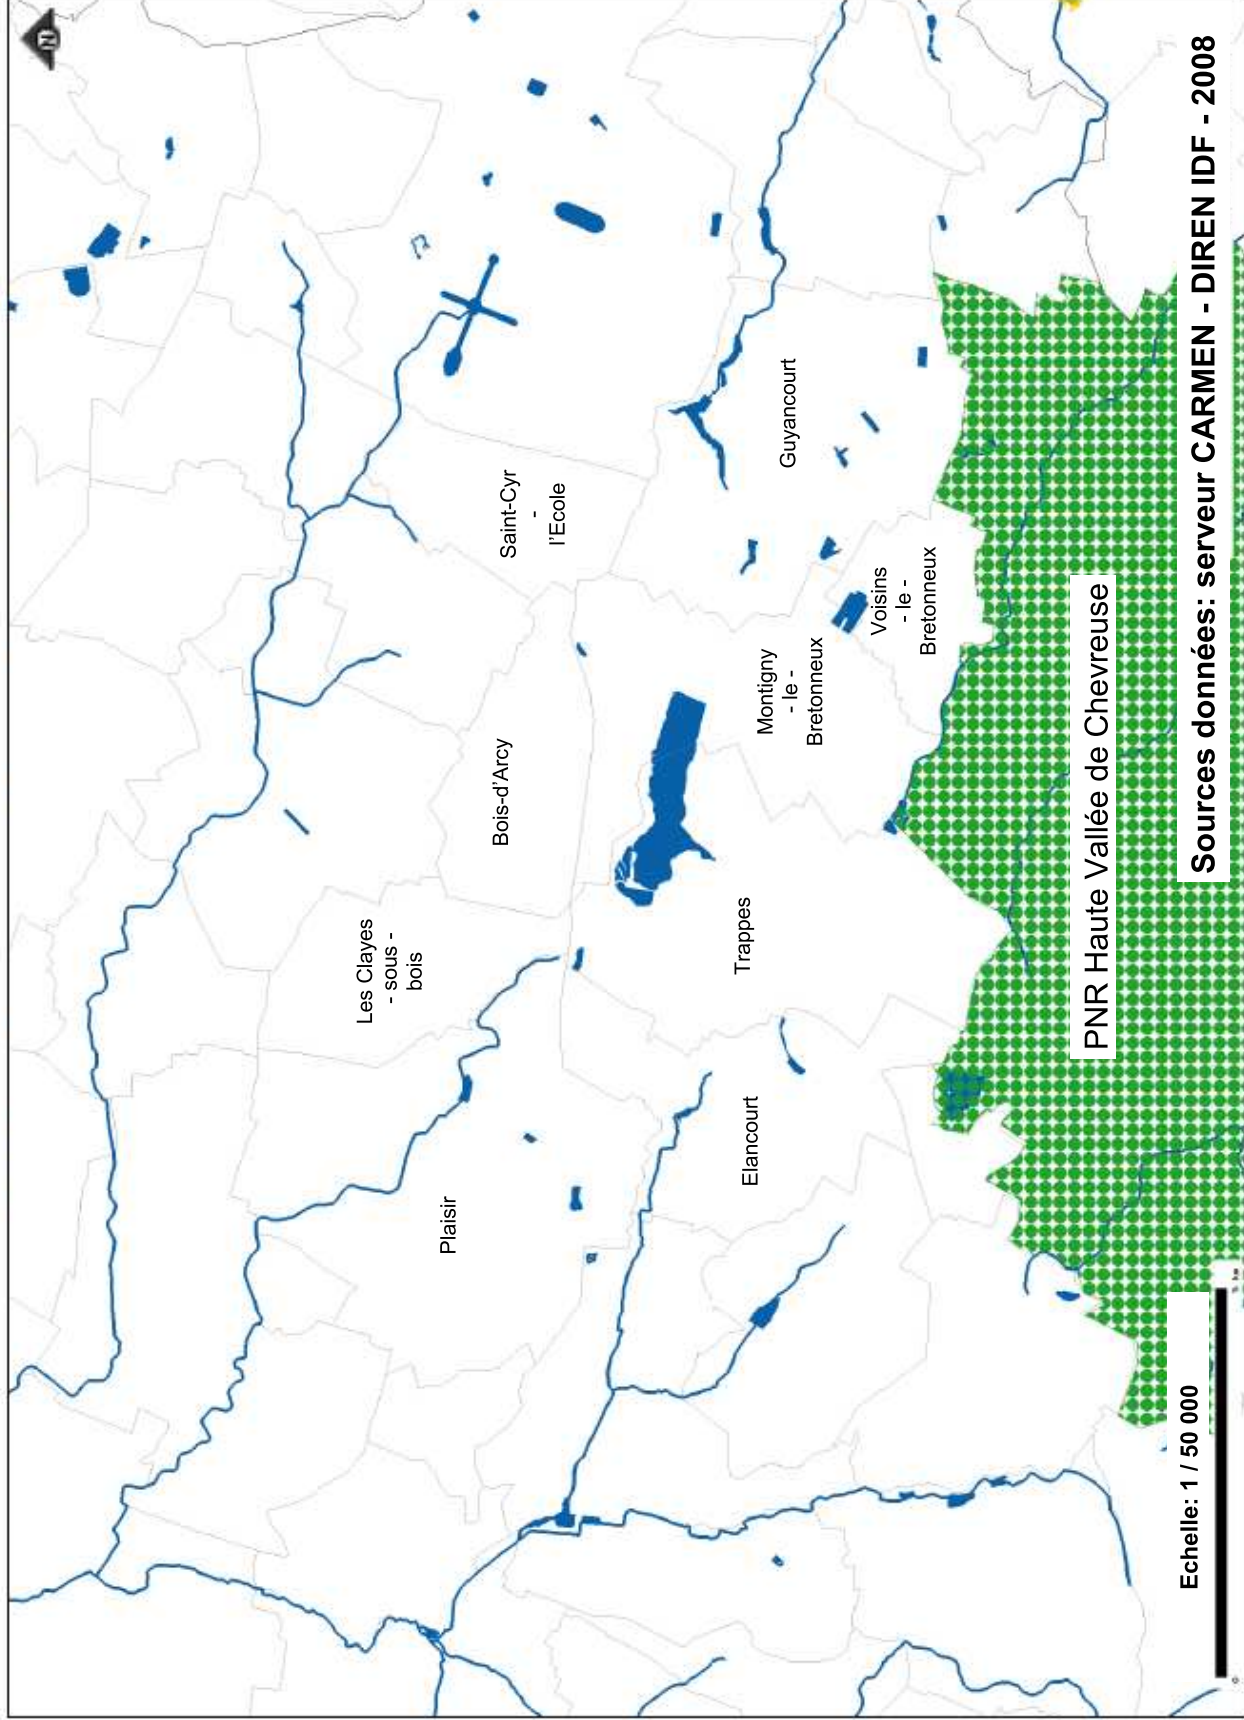 N
Saint-Cyr
-
l'Ecole
Guyancourt
Bois-d'Arcy
Les Clayes
- sous -
bois
Montigny
- le -
Bretonneux
Voisins
- le -
Bretonneux
Trappes
Plaisir
Elancourt
PNR Haute Vallée de Chevreuse
Echelle: 1 / 50 000
Sources données: serveur CARMEN - DIREN IDF - 2008
0